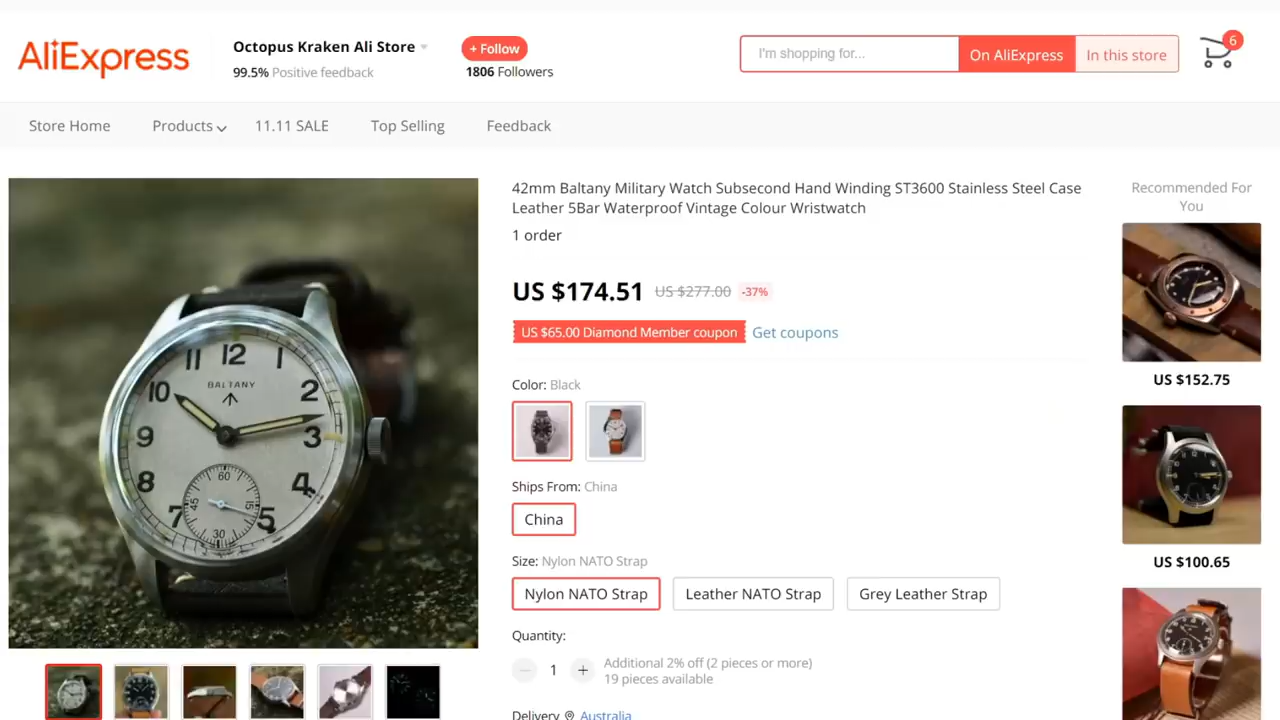 AliExpress
Octopus Kraken Ali Store
99.5% Positive feedback
+ Follow
1806 Followers
I'm shopping for...
On AliExpress
In this store
6
Store Home
Products
11.11 SALE
Top Selling
Feedback
11 12 1
10 2
BALTANY
9 3
8 4
7 5
60
45 15
30
42mm Baltany Military Watch Subsecond Hand Winding ST3600 Stainless Steel Case
Leather 5Bar Waterproof Vintage Colour Wristwatch
1 order
US $174.51 US $277.00 -37%
US $65.00 Diamond Member coupon Get coupons
Color: Black
Ships From: China
China
Size: Nylon NATO Strap
Nylon NATO Strap Leather NATO Strap Grey Leather Strap
Quantity:
1 + Additional 2% off (2 pieces or more)
19 pieces available
Delivery Australia
Recommended For
You
US $152.75
US $100.65